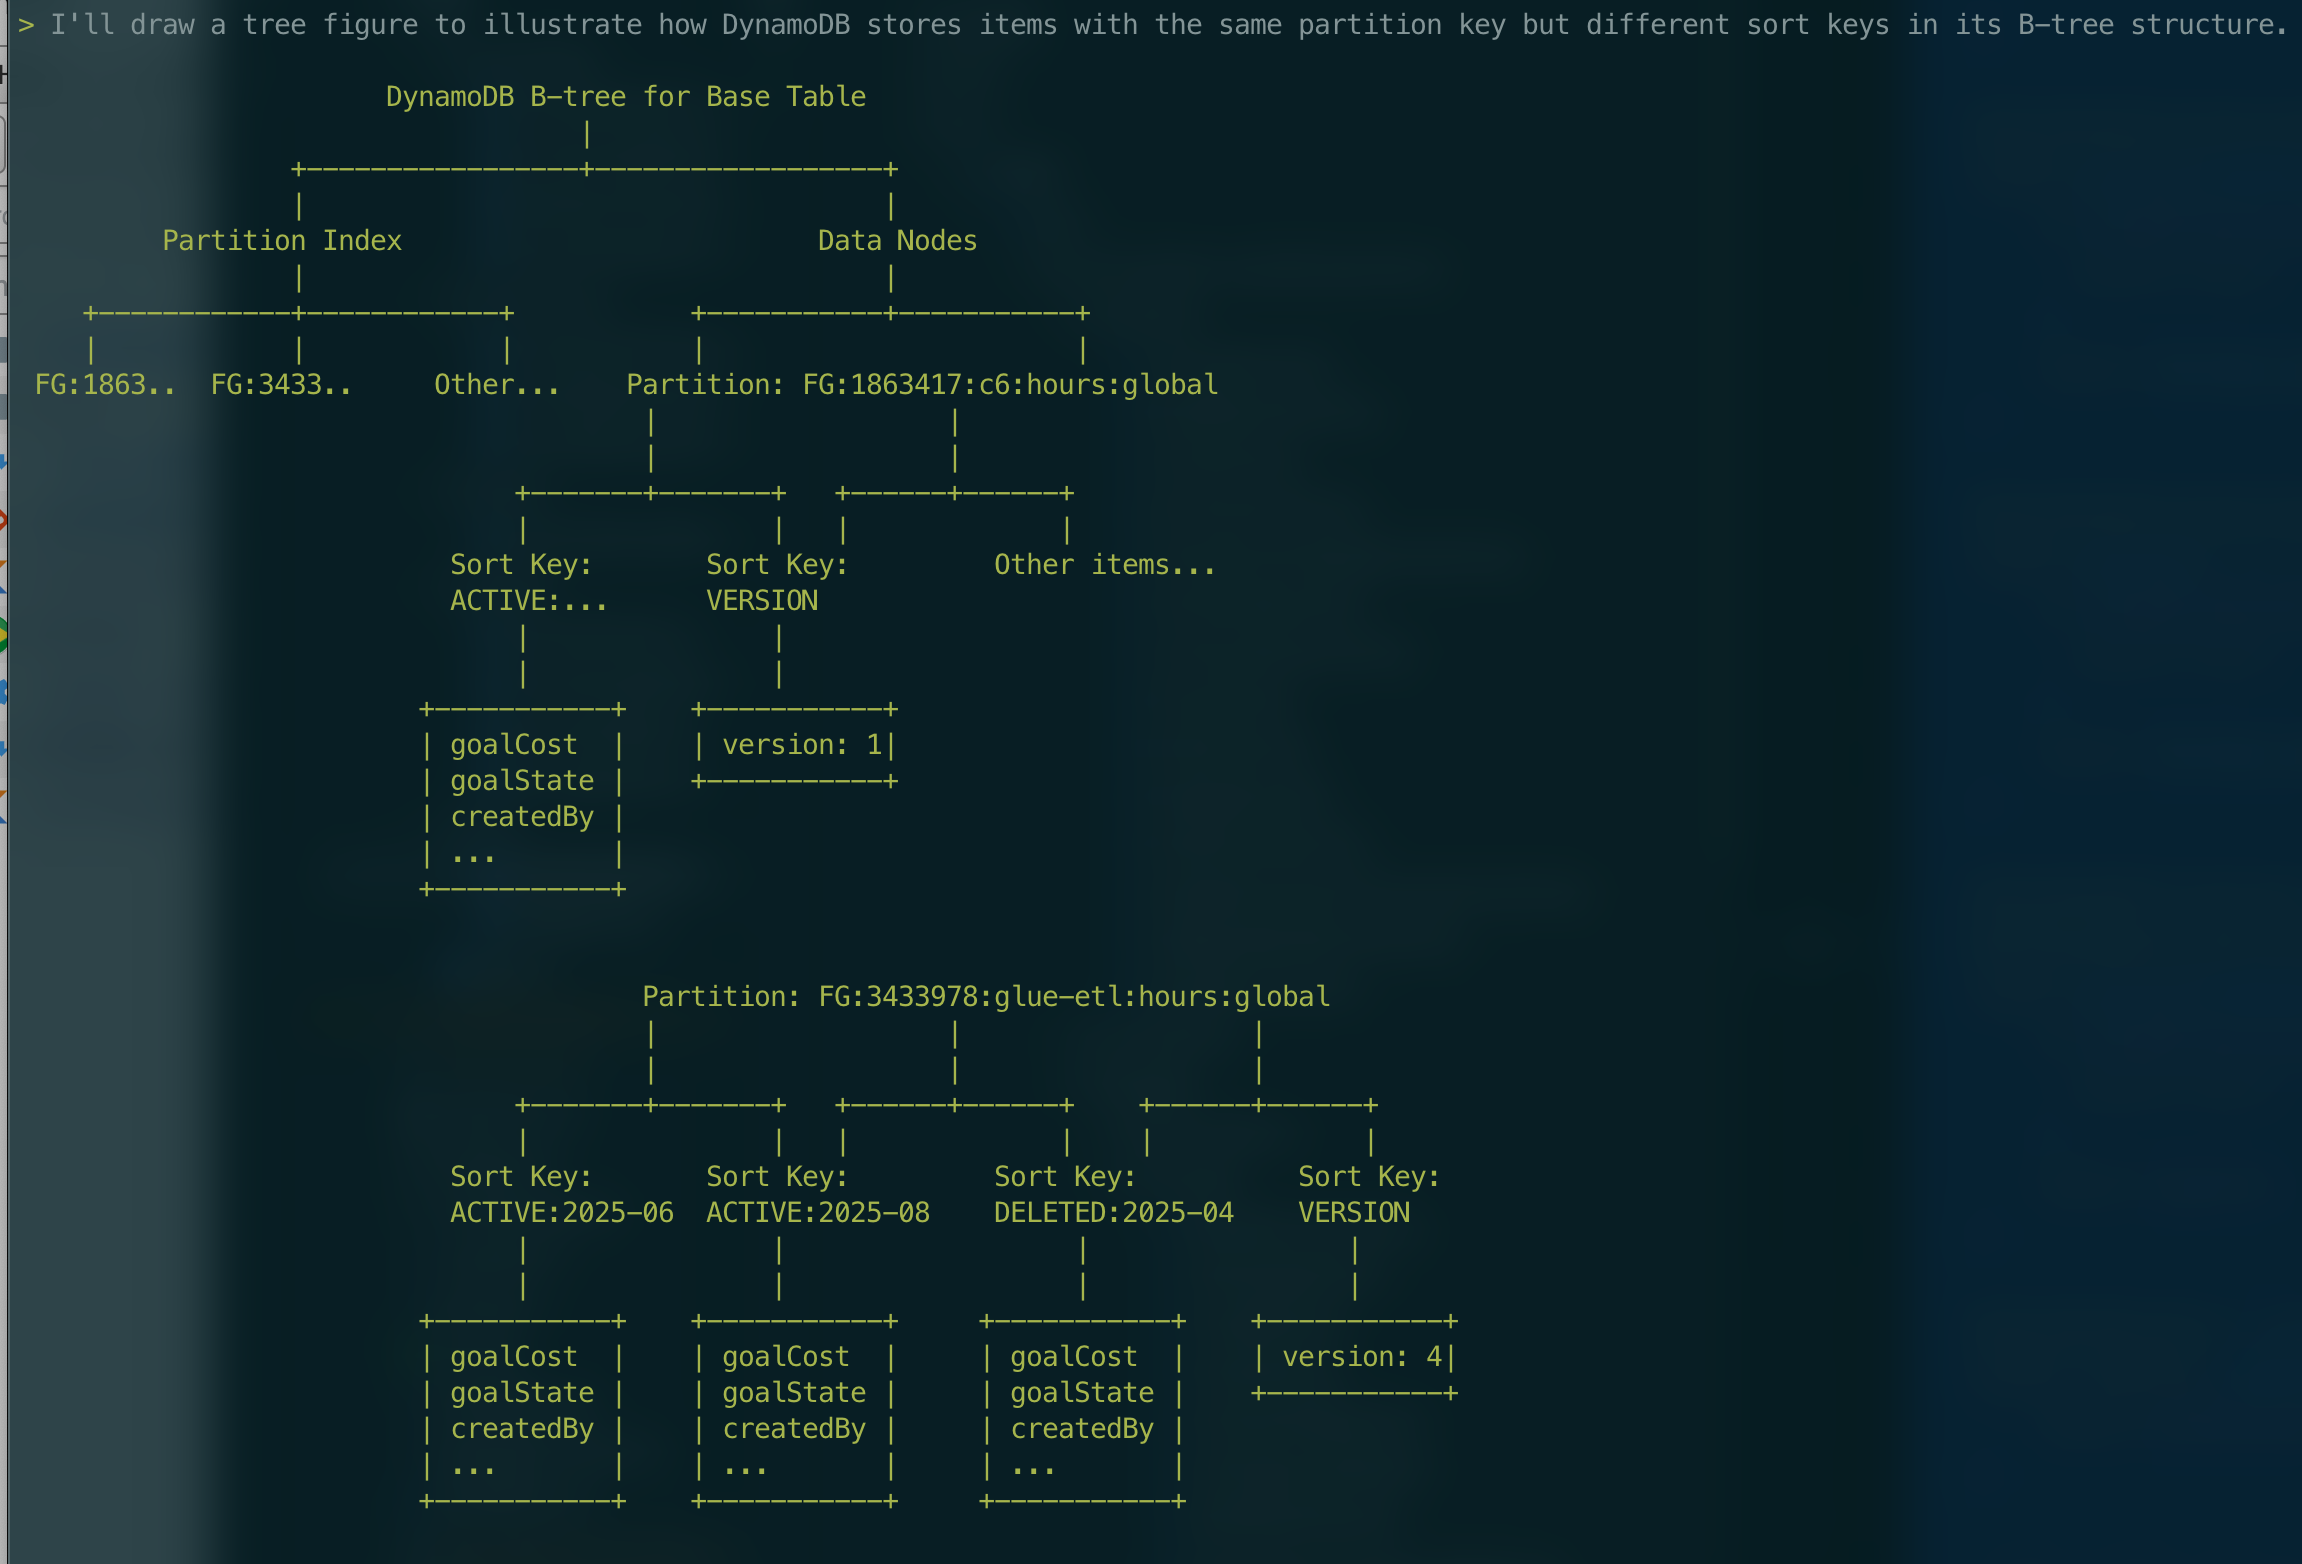 > I'll draw a tree figure to illustrate how DynamoDB stores items with the same partition key but different sort keys in its B-tree structure.
DynamoDB B-tree for Base Table
Partition Index Data Nodes
FG:1863.. FG:3433.. Other... Partition: FG:1863417:c6:hours:global
Sort Key: Sort Key: Other items...
ACTIVE:... VERSION
goalCost version: 1
goalState
createdBy
...
Partition: FG:3433978:glue-etl:hours:global
Sort Key: Sort Key: Sort Key: Sort Key:
ACTIVE:2025-06 ACTIVE:2025-08 DELETED:2025-04 VERSION
goalCost goalCost goalCost version: 4
goalState goalState goalState
createdBy createdBy createdBy
... ... ...